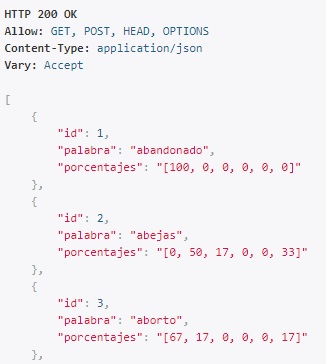 HTTP 200 OK
Allow: GET, POST, HEAD, OPTIONS
Content-Type: application/json
Vary: Accept
[
    {
        "id": 1,
        "palabra": "abandonado",
        "porcentajes": "[100, 0, 0, 0, 0, 0]"
    },
    {
        "id": 2,
        "palabra": "abejas",
        "porcentajes": "[0, 50, 17, 0, 0, 33]"
    },
    {
        "id": 3,
        "palabra": "aborto",
        "porcentajes": "[67, 17, 0, 0, 0, 17]"
    },